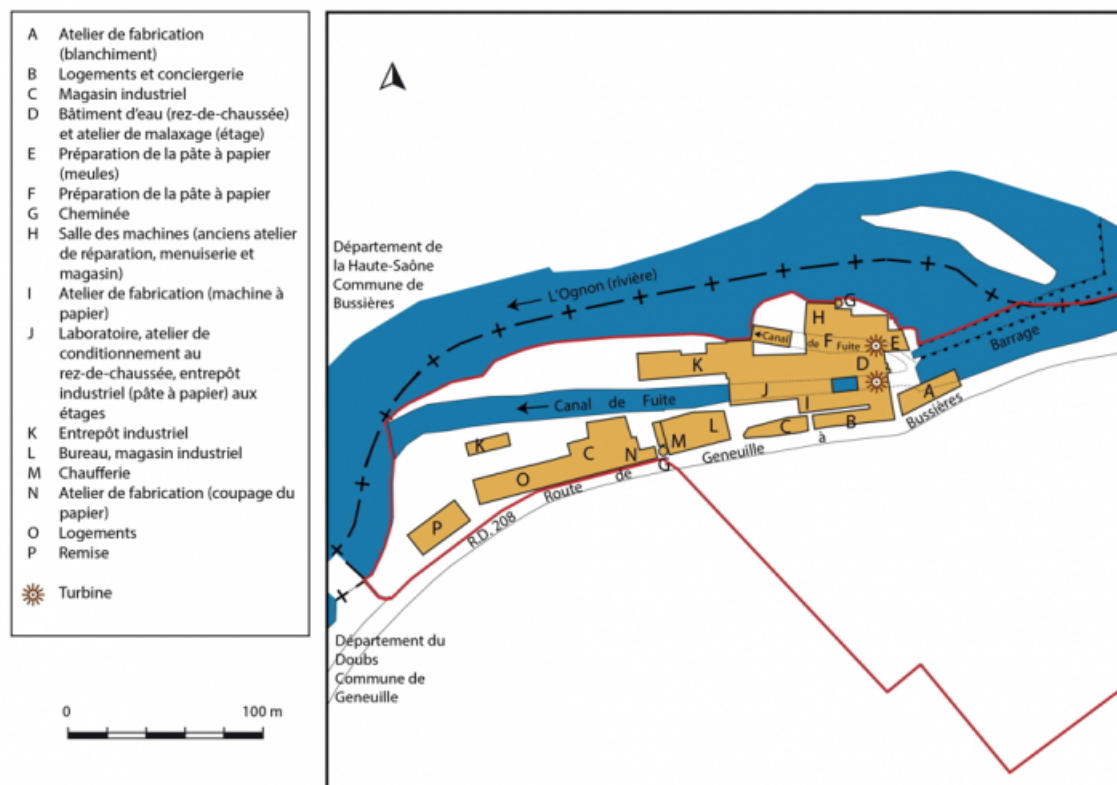 A Atelier de fabrication
(blanchiment)
B Logements et conciergerie
C Magasin industriel
D Bâtiment d'eau (rez-de-chaussée)
et atelier de malaxage (étage)
E Préparation de la pâte à papier
(meules)
F Préparation de la pâte à papier
G Cheminée
H Salle des machines (anciens atelier
de réparation, menuiserie et
magasin)
I Atelier de fabrication (machine à
papier)
J Laboratoire, atelier de
conditionnement au
rez-de-chaussée, entrepôt
industriel (pâte à papier) aux
étages
K Entrepôt industriel
L Bureau, magasin industriel
M Chaufferie
N Atelier de fabrication (coupage du
papier)
O Logements
P Remise
Turbine
0 100 m
Département de
la Haute-Saône
Commune de
Bussières
L'Ognon (rivière)
G
H
Canal de Fuite
F
E
Barrage
K
D
J
A
Canal de Fuite
I
B
C
L
M
K
C
N
G
O
P
R.D. 208 Route de Geneuille à Bussières
Département du
Doubs
Commune de
Geneuille